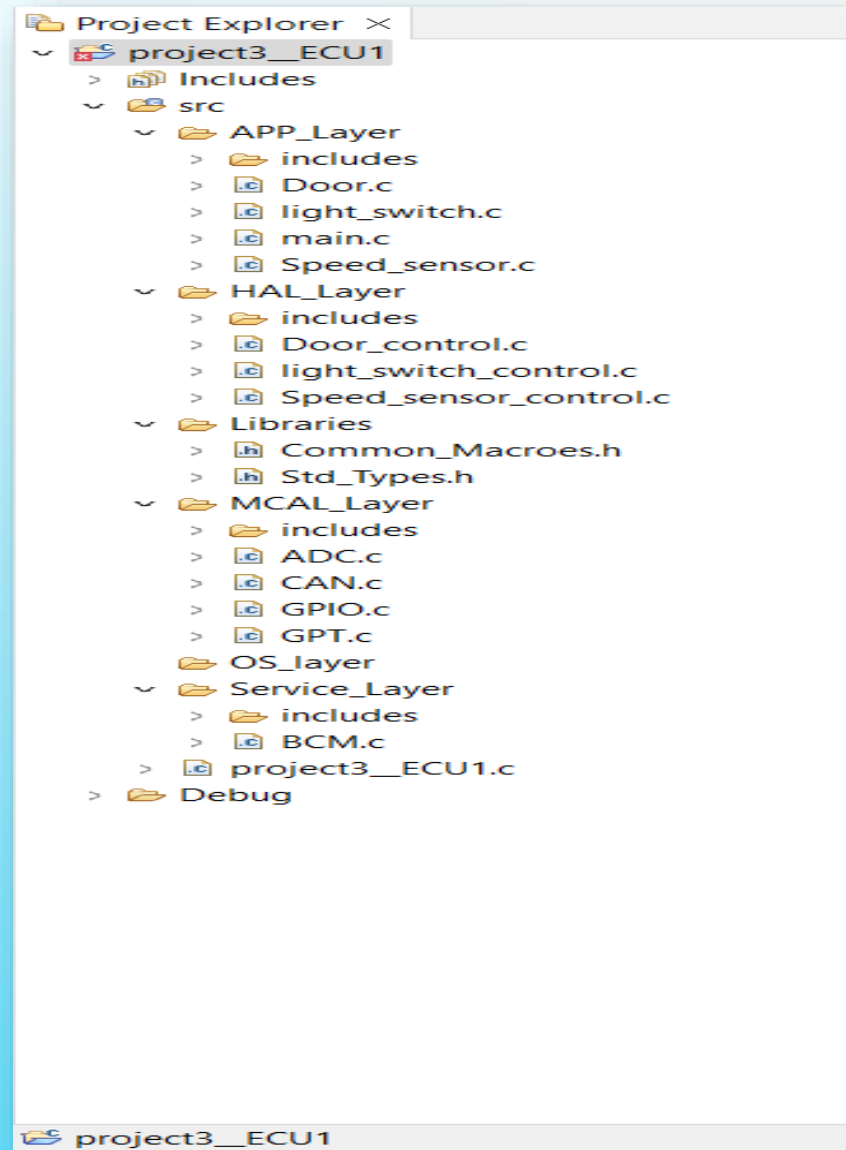 Project Explorer
project3__ECU1
Includes
src
APP_Layer
includes
Door.c
light_switch.c
main.c
Speed_sensor.c
HAL_Layer
includes
Door_control.c
light_switch_control.c
Speed_sensor_control.c
Libraries
Common_Macroes.h
Std_Types.h
MCAL_Layer
includes
ADC.c
CAN.c
GPIO.c
GPT.c
OS_layer
Service_Layer
includes
BCM.c
project3__ECU1.c
Debug
project3__ECU1